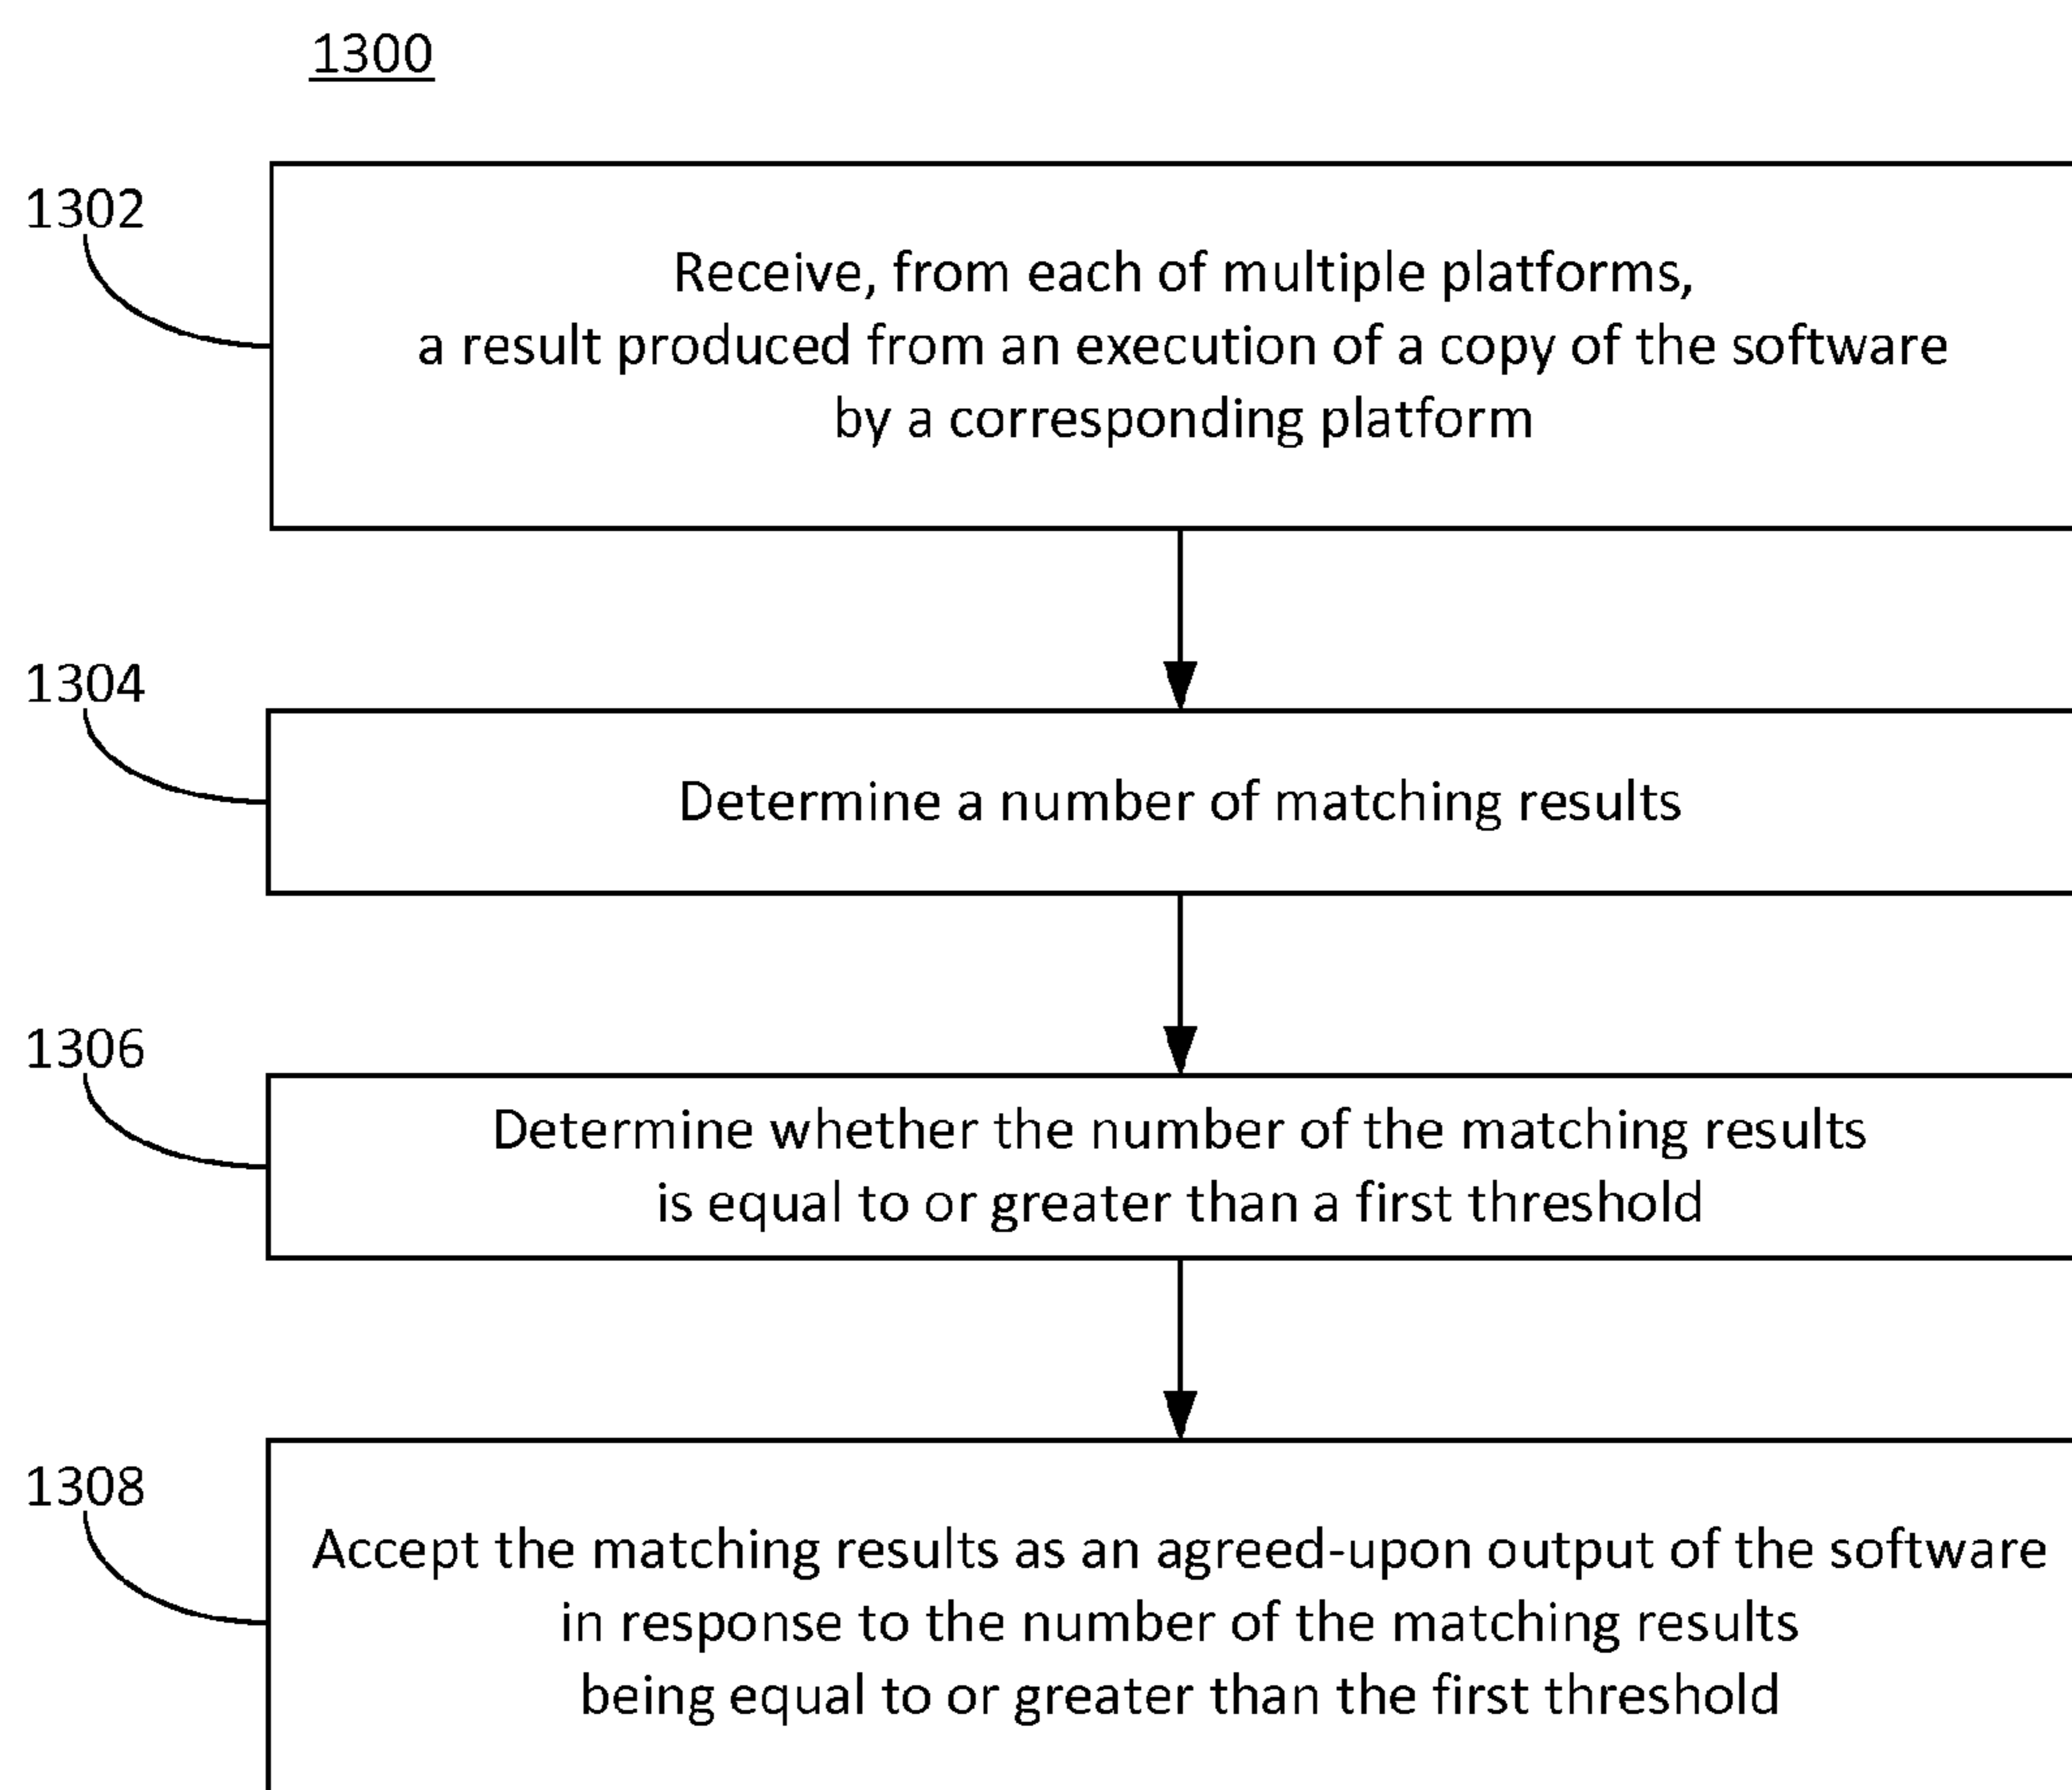 1300
1302
Receive, from each of multiple platforms,
a result produced from an execution of a copy of the software
by a corresponding platform
1304
Determine a number of matching results
1306
Determine whether the number of the matching results
is equal to or greater than a first threshold
1308
Accept the matching results as an agreed-upon output of the software
in response to the number of the matching results
being equal to or greater than the first threshold